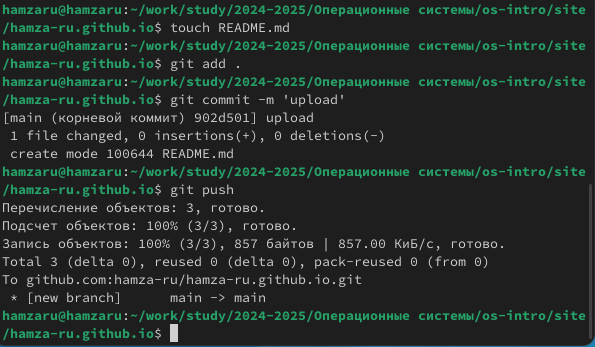 hamzaru@hamzaru:~/work/study/2024-2025/Операционные системы/os-intro/site
/hamza-ru.github.io$ touch README.md
hamzaru@hamzaru:~/work/study/2024-2025/Операционные системы/os-intro/site
/hamza-ru.github.io$ git add .
hamzaru@hamzaru:~/work/study/2024-2025/Операционные системы/os-intro/site
/hamza-ru.github.io$ git commit -m 'upload'
[main (корневой коммит) 902d501] upload
 1 file changed, 0 insertions(+), 0 deletions(-)
 create mode 100644 README.md
hamzaru@hamzaru:~/work/study/2024-2025/Операционные системы/os-intro/site
/hamza-ru.github.io$ git push
Перечисление объектов: 3, готово.
Подсчет объектов: 100% (3/3), готово.
Запись объектов: 100% (3/3), 857 байтов | 857.00 КиБ/с, готово.
Total 3 (delta 0), reused 0 (delta 0), pack-reused 0 (from 0)
To github.com:hamza-ru/hamza-ru.github.io.git
 * [new branch]      main -> main
hamzaru@hamzaru:~/work/study/2024-2025/Операционные системы/os-intro/site
/hamza-ru.github.io$